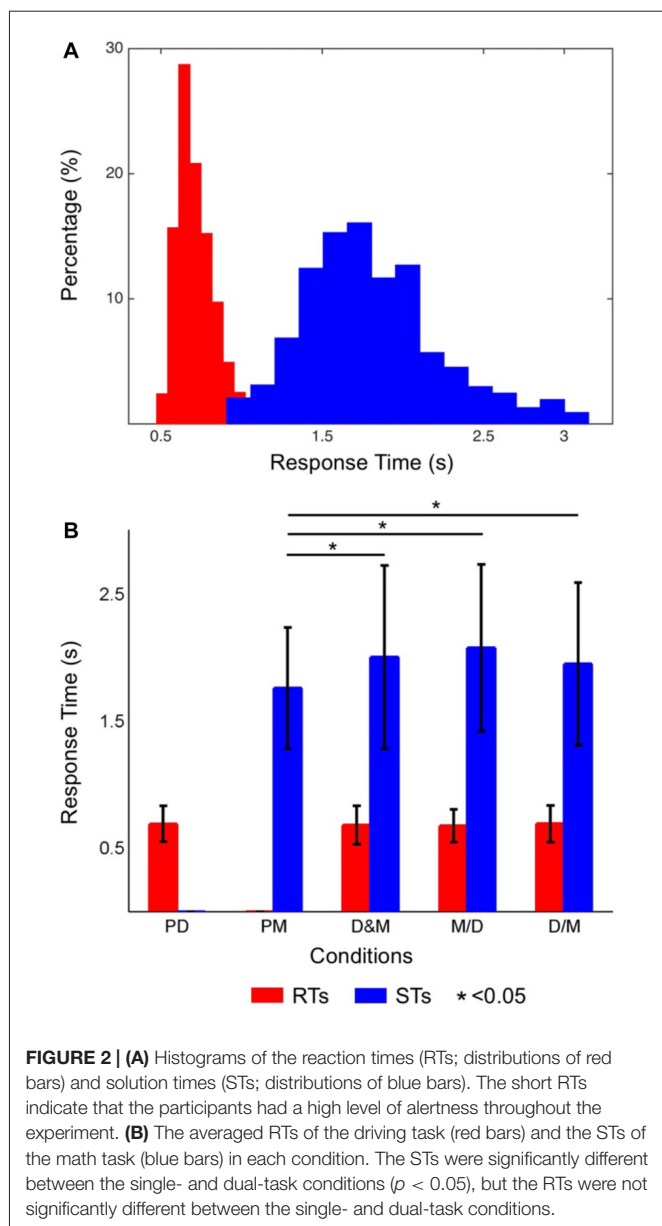 A
30
20
10
Percentage (%)
0.5 1.5 2.5 3
Response Time (s)
B
* * *
2.5
1.5
0.5
Response Time (s)
PD PM D&M M/D D/M
Conditions
RTs STs * <0.05
FIGURE 2 | (A) Histograms of the reaction times (RTs; distributions of red
bars) and solution times (STs; distributions of blue bars). The short RTs
indicate that the participants had a high level of alertness throughout the
experiment. (B) The averaged RTs of the driving task (red bars) and the STs of
the math task (blue bars) in each condition. The STs were significantly different
between the single- and dual-task conditions (p < 0.05), but the RTs were not
significantly different between the single- and dual-task conditions.